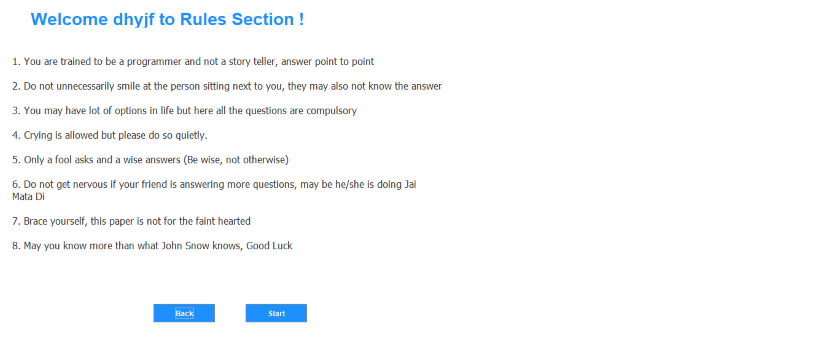 Welcome dhyjf to Rules Section !
1. You are trained to be a programmer and not a story teller, answer point to point
2. Do not unnecessarily smile at the person sitting next to you, they may also not know the answer
3. You may have lot of options in life but here all the questions are compulsory
4. Crying is allowed but please do so quietly.
5. Only a fool asks and a wise answers (Be wise, not otherwise)
6. Do not get nervous if your friend is answering more questions, may be he/she is doing Jai
Mata Di
7. Brace yourself, this paper is not for the faint hearted
8. May you know more than what John Snow knows, Good Luck
Back Start